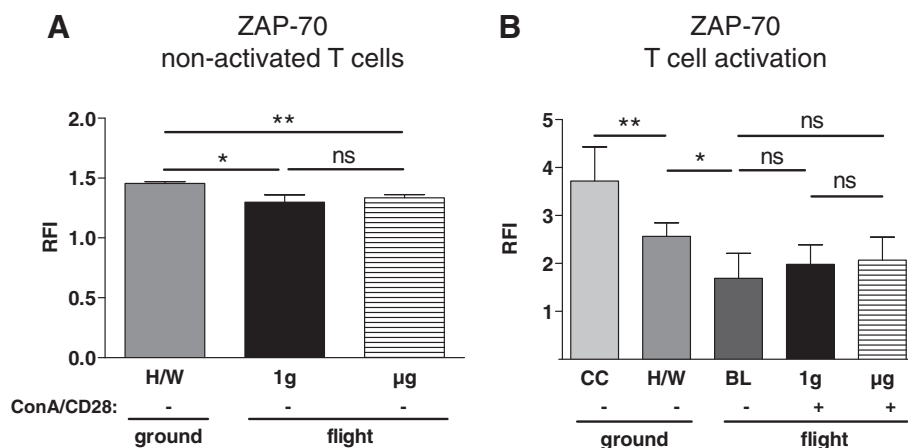 A
ZAP-70
non-activated T cells
**
*
ns
2.0
1.5
1.0
0.5
0.0
RFI
H/W 1g µg
ConA/CD28: - - -
ground flight
B
ZAP-70
T cell activation
ns
**
*
ns
ns
5
4
3
2
1
RFI
CC H/W BL 1g µg
- - - + +
ground flight